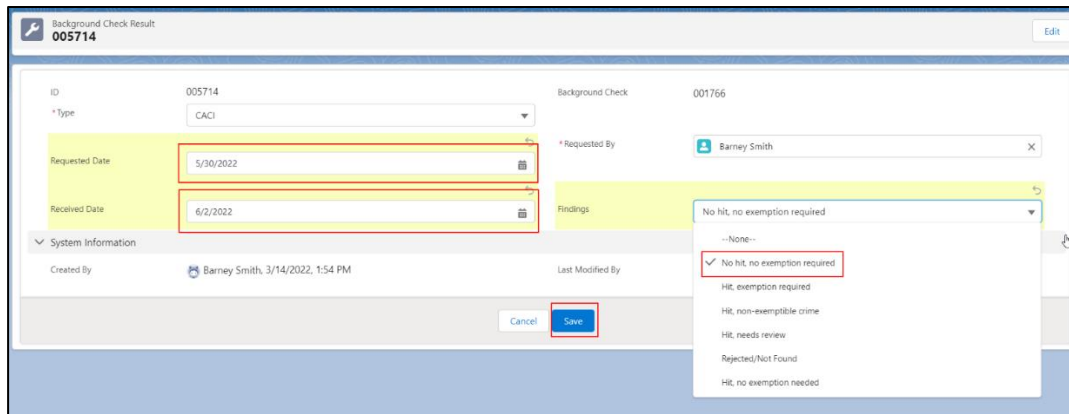 Background Check Result
005714
Edit
ID 005714 Background Check 001766
*Type CACI
*Requested By Barney Smith
Requested Date 5/30/2022
Received Date 6/2/2022
Findings No hit, no exemption required
--None--
No hit, no exemption required
Hit, exemption required
Hit, non-exemptible crime
Hit, needs review
Rejected/Not Found
Hit, no exemption needed
System Information
Created By Barney Smith, 3/14/2022, 1:54 PM
Last Modified By
Cancel Save